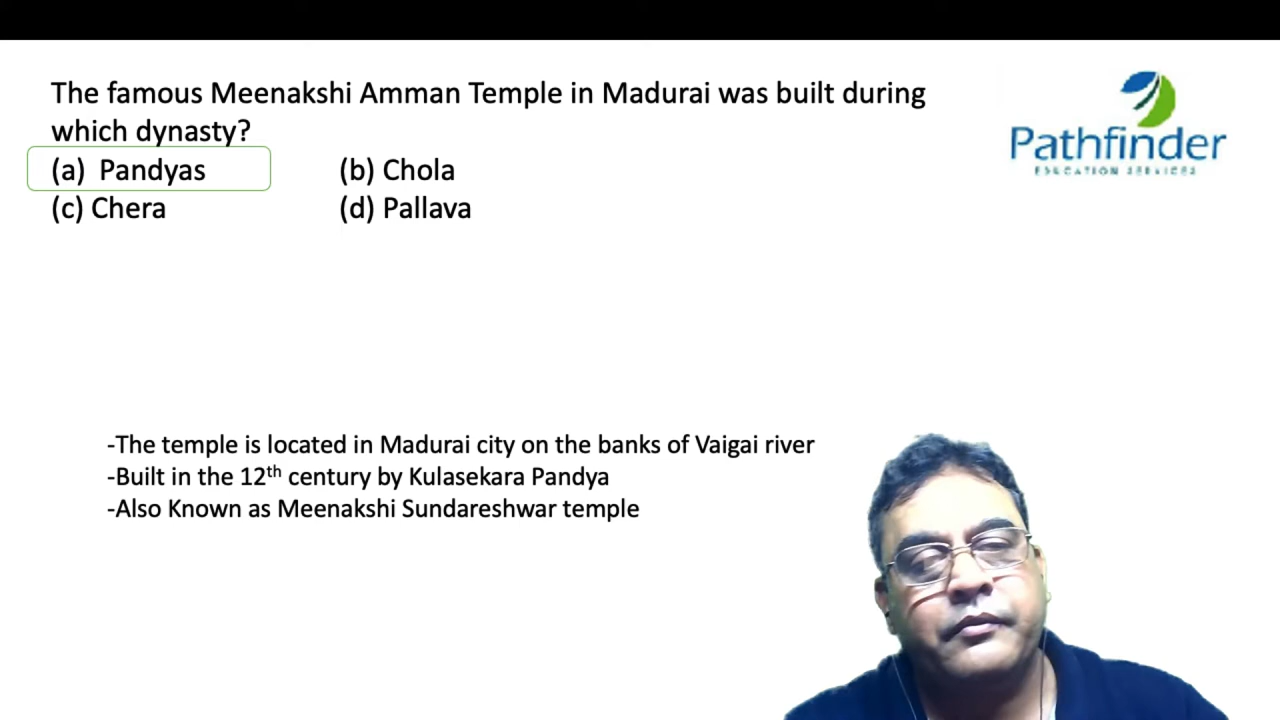 The famous Meenakshi Amman Temple in Madurai was built during
which dynasty?
(a) Pandyas (b) Chola
(c) Chera (d) Pallava
Pathfinder
EDUCATION SERVICES
-The temple is located in Madurai city on the banks of Vaigai river
-Built in the 12th century by Kulasekara Pandya
-Also Known as Meenakshi Sundareshwar temple